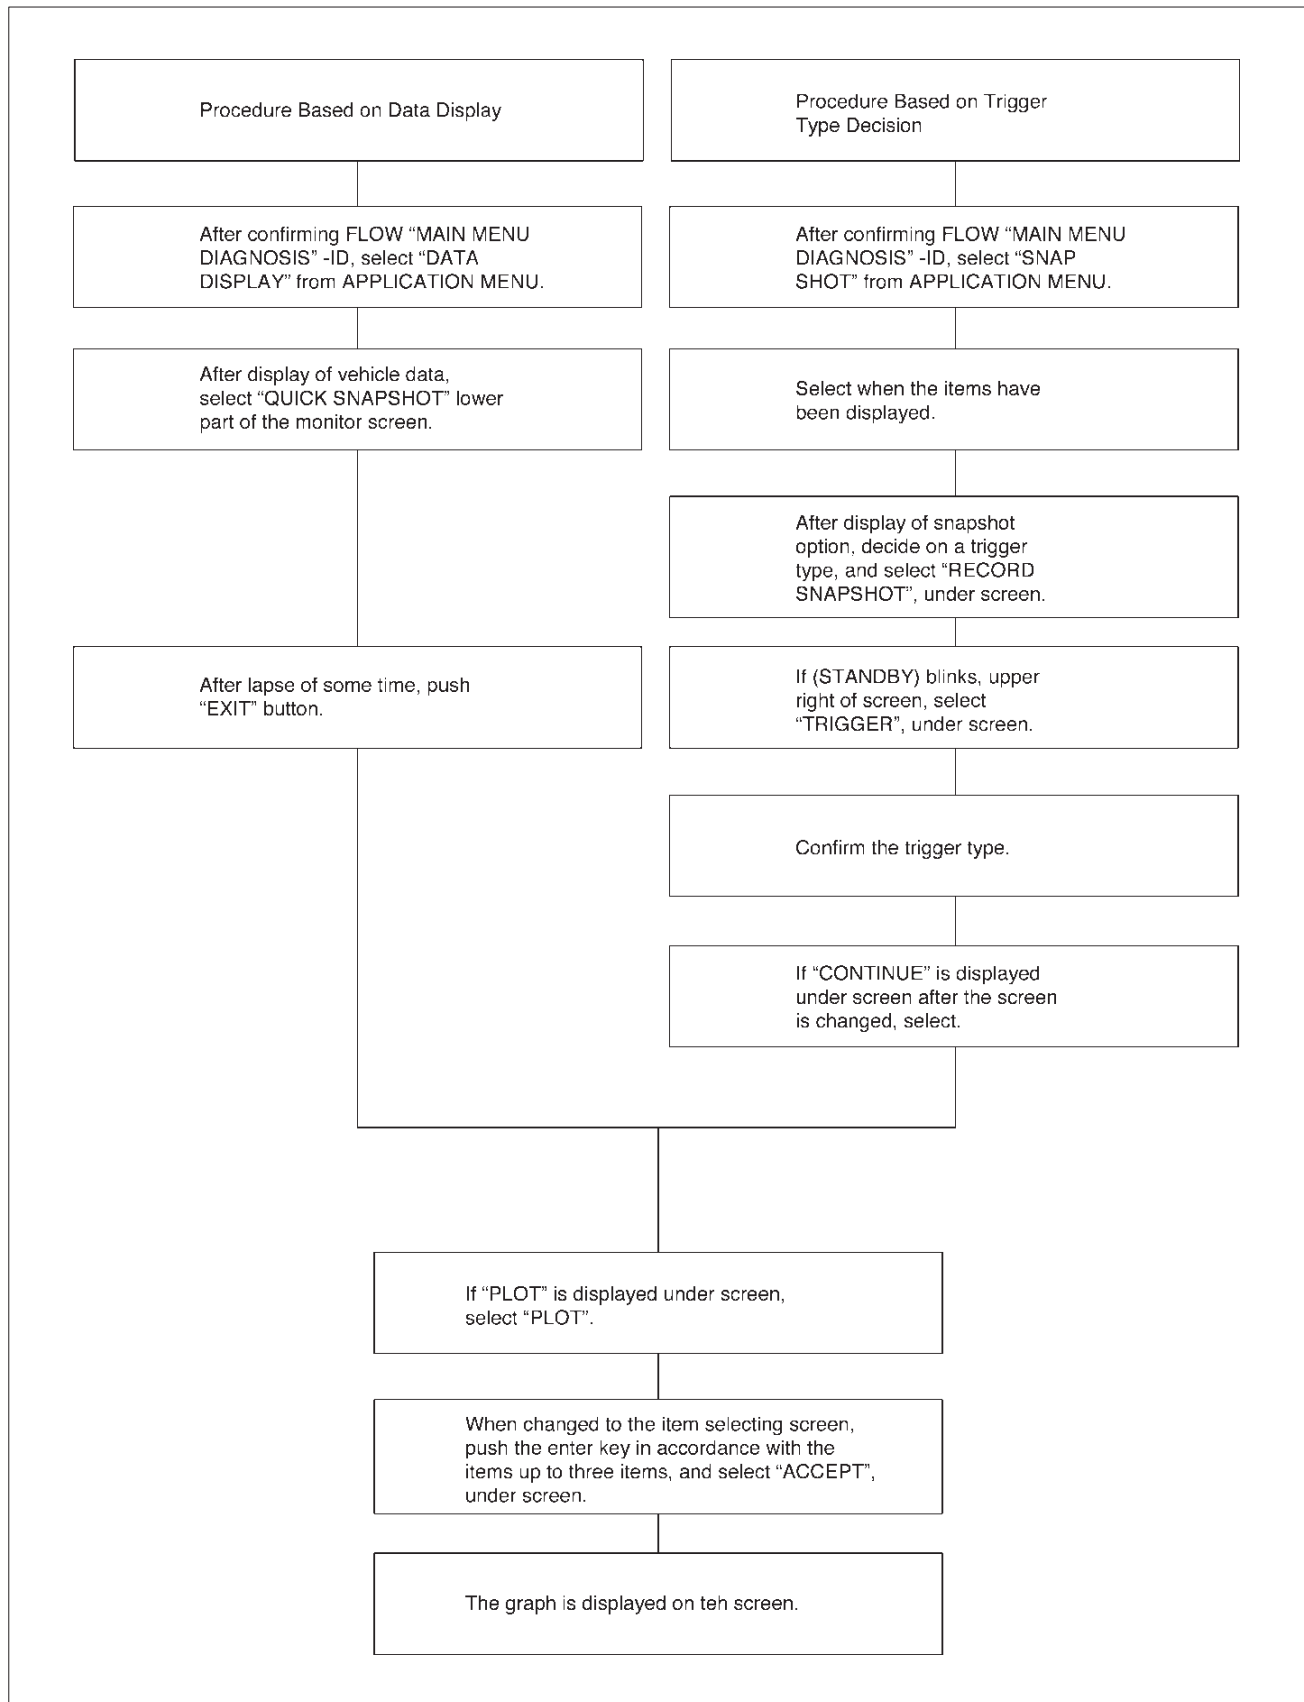 Procedure Based on Data Display
After confirming FLOW “MAIN MENU
DIAGNOSIS” -ID, select “DATA
DISPLAY” from APPLICATION MENU.
After display of vehicle data,
select “QUICK SNAPSHOT” lower
part of the monitor screen.
After lapse of some time, push
“EXIT” button.
Procedure Based on Trigger
Type Decision
After confirming FLOW “MAIN MENU
DIAGNOSIS” -ID, select “SNAP
SHOT” from APPLICATION MENU.
Select when the items have
been displayed.
After display of snapshot
option, decide on a trigger
type, and select “RECORD
SNAPSHOT”, under screen.
If (STANDBY) blinks, upper
right of screen, select
“TRIGGER”, under screen.
Confirm the trigger type.
If “CONTINUE” is displayed
under screen after the screen
is changed, select.
If “PLOT” is displayed under screen,
select “PLOT”.
When changed to the item selecting screen,
push the enter key in accordance with the
items up to three items, and select “ACCEPT”,
under screen.
The graph is displayed on teh screen.